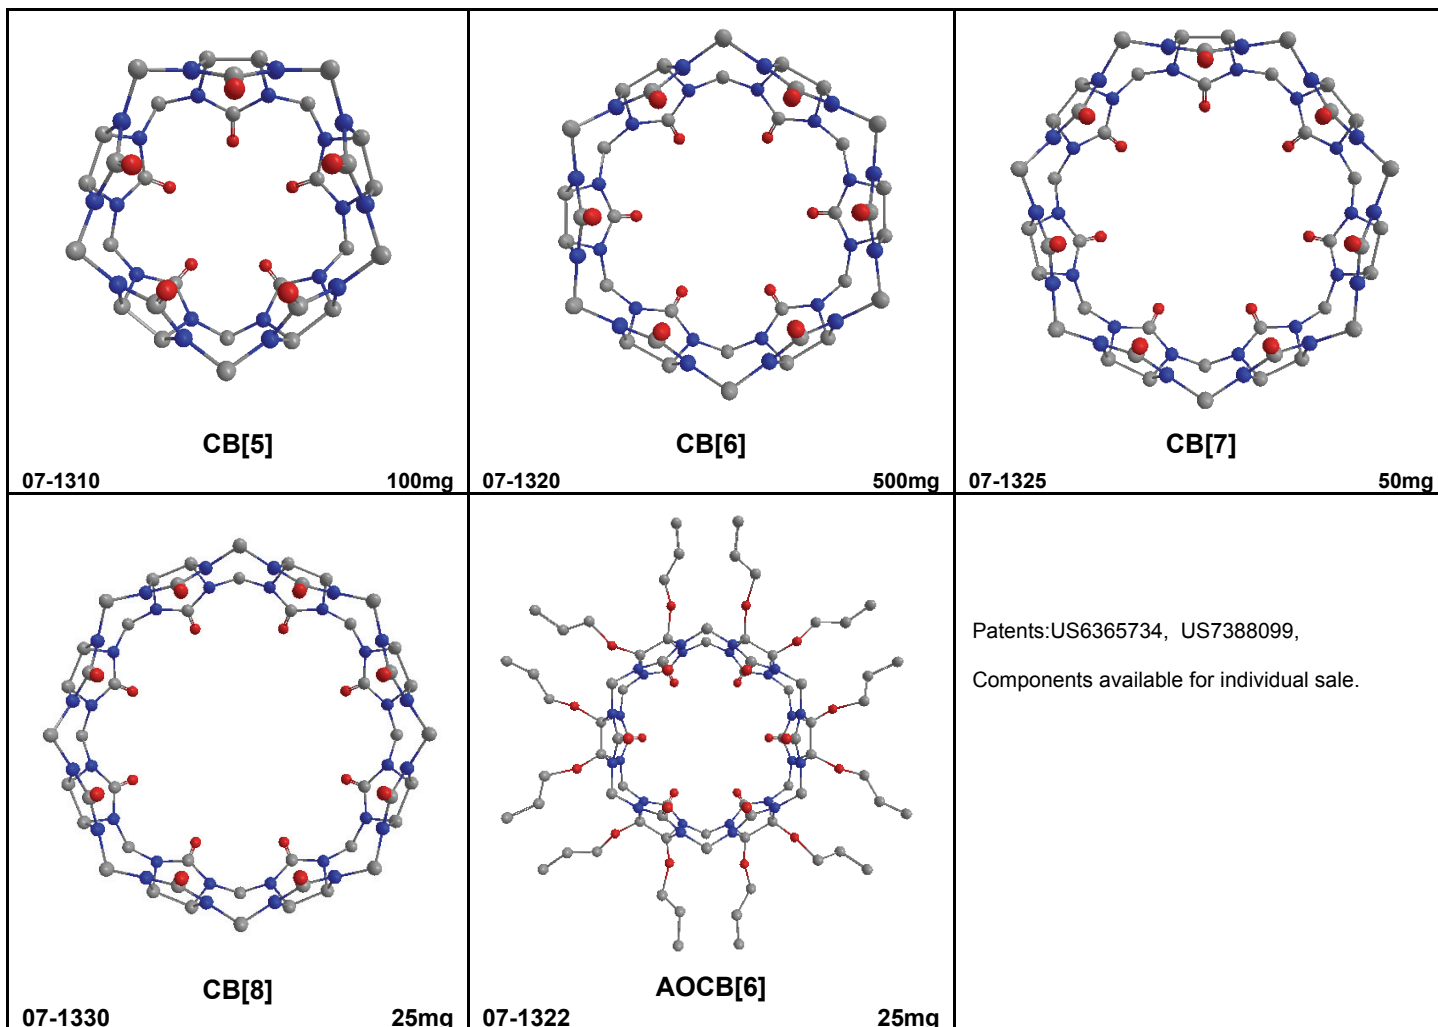 CB[5]
07-1310 100mg
CB[6]
07-1320 500mg
CB[7]
07-1325 50mg
CB[8]
07-1330 25mg
AOCB[6]
07-1322 25mg
Patents:US6365734, US7388099,
Components available for individual sale.